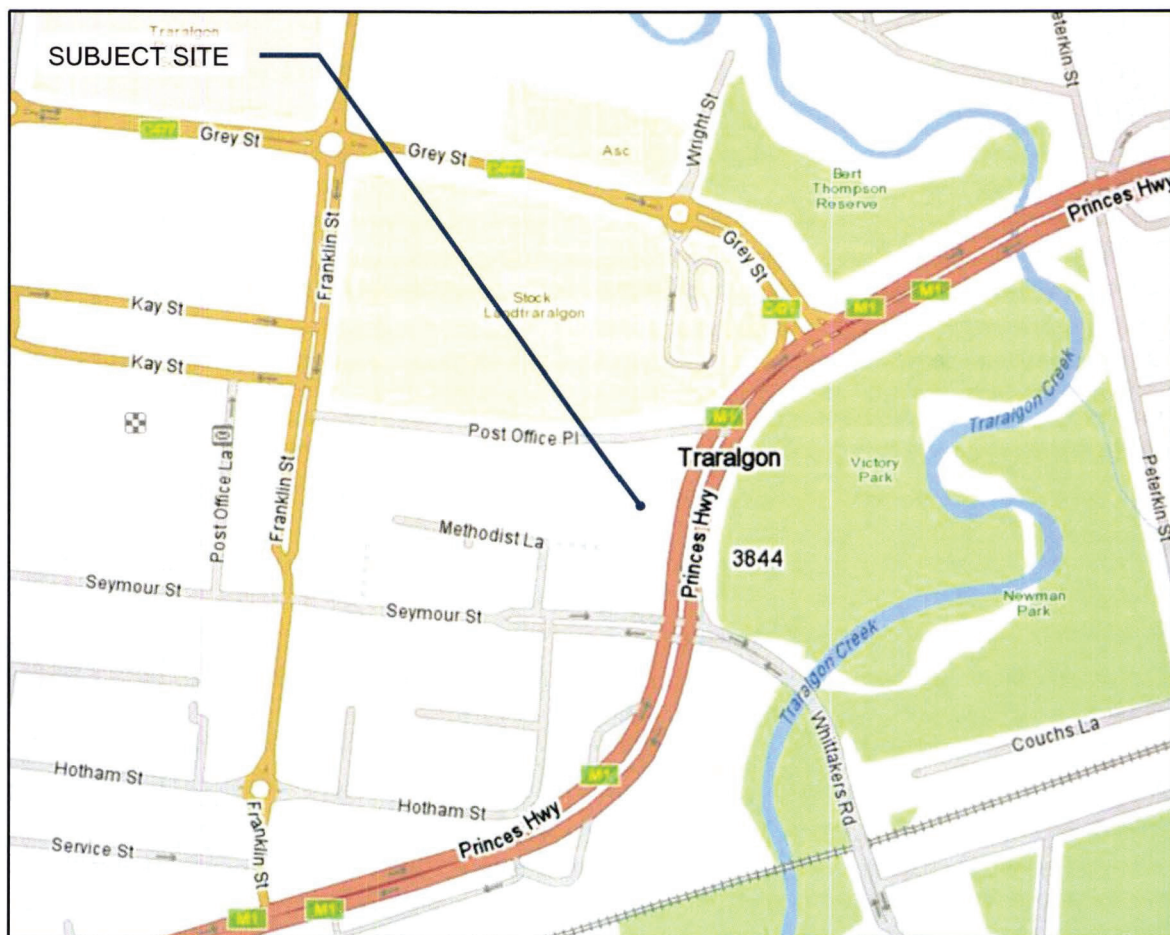 Traralgon
SUBJECT SITE
Peterkin St
Grey St
Grey St
Wright St
Asc
Bert
Thompson
Reserve
Princes Hwy
Princes Hwy
Franklin St
Grey St
Kay St
Stock
Landtraralgon
M1
M1
Kay St
M1
Post Office Pl
Traralgon
Traralgon Creek
Victory
Park
Post Office La
Franklin St
Peterkin St
Methodist La
Princes Hwy
3844
Seymour St
Seymour St
Newman
Park
Traralgon Creek
Whittakers Rd
Couchs La
Hotham St
Hotham St
M1
Princes Hwy
Service St
Franklin St
M1
M1